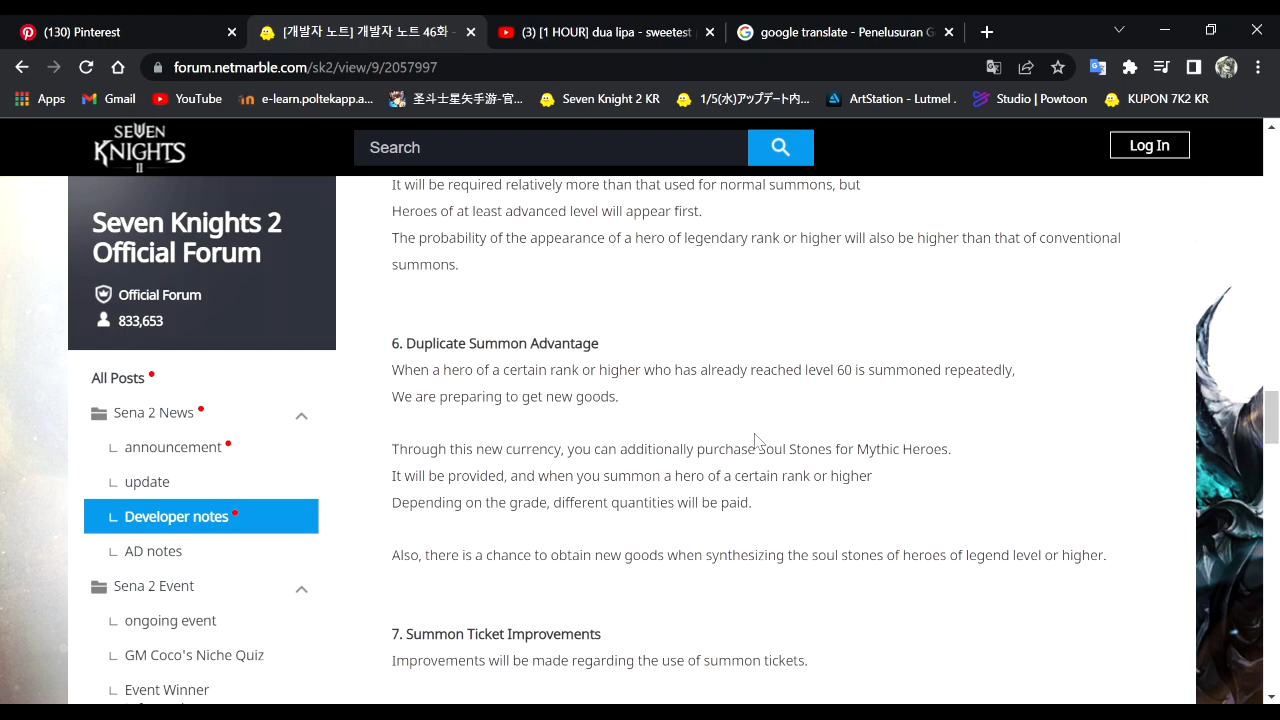 (130) Pinterest
[개발자 노트] 개발자 노트 46화 -
(3) [1 HOUR] dua lipa - sweetest
google translate - Penelusuran G
forum.netmarble.com/sk2/view/9/2057997
Apps
Gmail
YouTube
e-learn.poltekapp.a...
圣斗士星矢手游-官...
Seven Knight 2 KR
1/5(水)アップデート内...
ArtStation - Lutmel .
Studio | Powtoon
KUPON 7K2 KR
SEVEN
KNIGHTS
II
Search
Log In
Seven Knights 2
Official Forum
Official Forum
833,653
All Posts
Sena 2 News
announcement
update
Developer notes
AD notes
Sena 2 Event
ongoing event
GM Coco's Niche Quiz
Event Winner
It will be required relatively more than that used for normal summons, but
Heroes of at least advanced level will appear first.
The probability of the appearance of a hero of legendary rank or higher will also be higher than that of conventional
summons.
6. Duplicate Summon Advantage
When a hero of a certain rank or higher who has already reached level 60 is summoned repeatedly,
We are preparing to get new goods.
Through this new currency, you can additionally purchase Soul Stones for Mythic Heroes.
It will be provided, and when you summon a hero of a certain rank or higher
Depending on the grade, different quantities will be paid.
Also, there is a chance to obtain new goods when synthesizing the soul stones of heroes of legend level or higher.
7. Summon Ticket Improvements
Improvements will be made regarding the use of summon tickets.